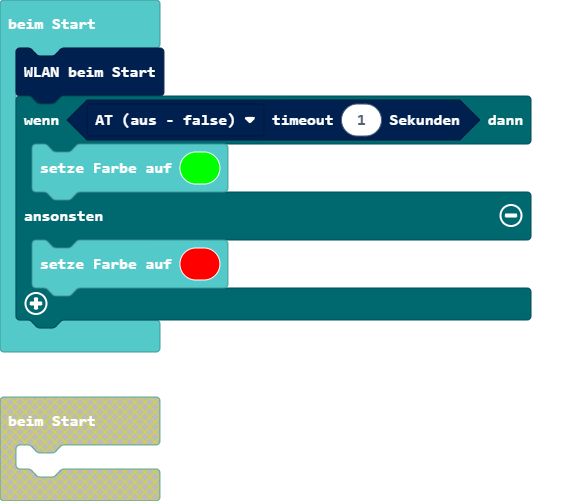 beim Start
WLAN beim Start
wenn AT (aus - false) timeout 1 Sekunden dann
setze Farbe auf
ansonsten
setze Farbe auf
beim Start